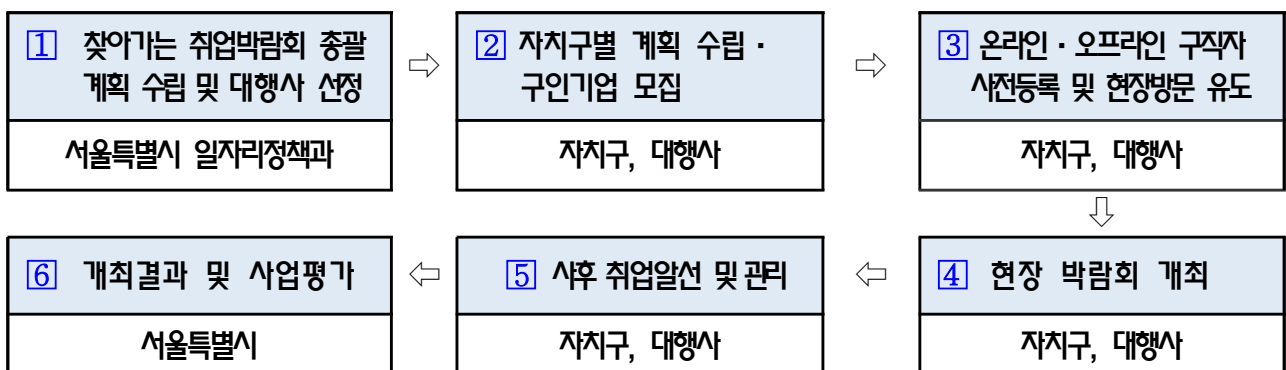 1 찾아가는 취업박람회 총괄
계획 수립 및 대행사 선정
서울특별시 일자리정책과
⇨
2 자치구별 계획 수립·
구인기업 모집
자치구, 대행사
⇨
3 온라인·오프라인 구직자
사전등록 및 현장방문 유도
자치구, 대행사
⇩
4 현장 박람회 개최
자치구, 대행사
⇦
5 사후 취업알선 및 관리
자치구, 대행사
⇦
6 개최결과 및 사업평가
서울특별시